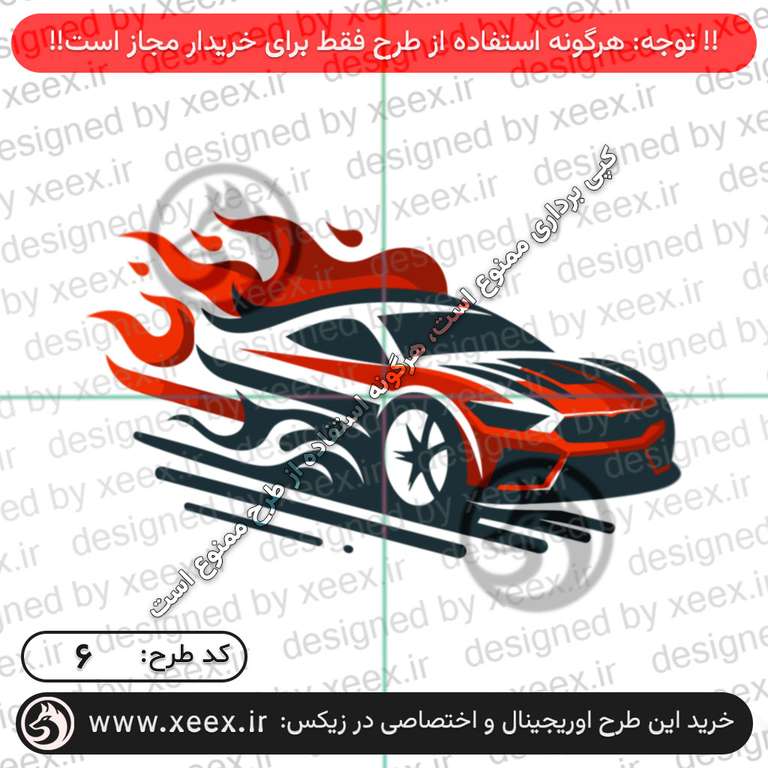 !! توجه: هرگونه استفاده از طرح فقط برای خریدار مجاز است!!
designed by xeex.ir
کپی برداری ممنوع است، هرگونه استفاده از طرح ممنوع است
کد طرح: ۶
خرید این طرح اوریجینال و اختصاصی در زیکس: www.xeex.ir